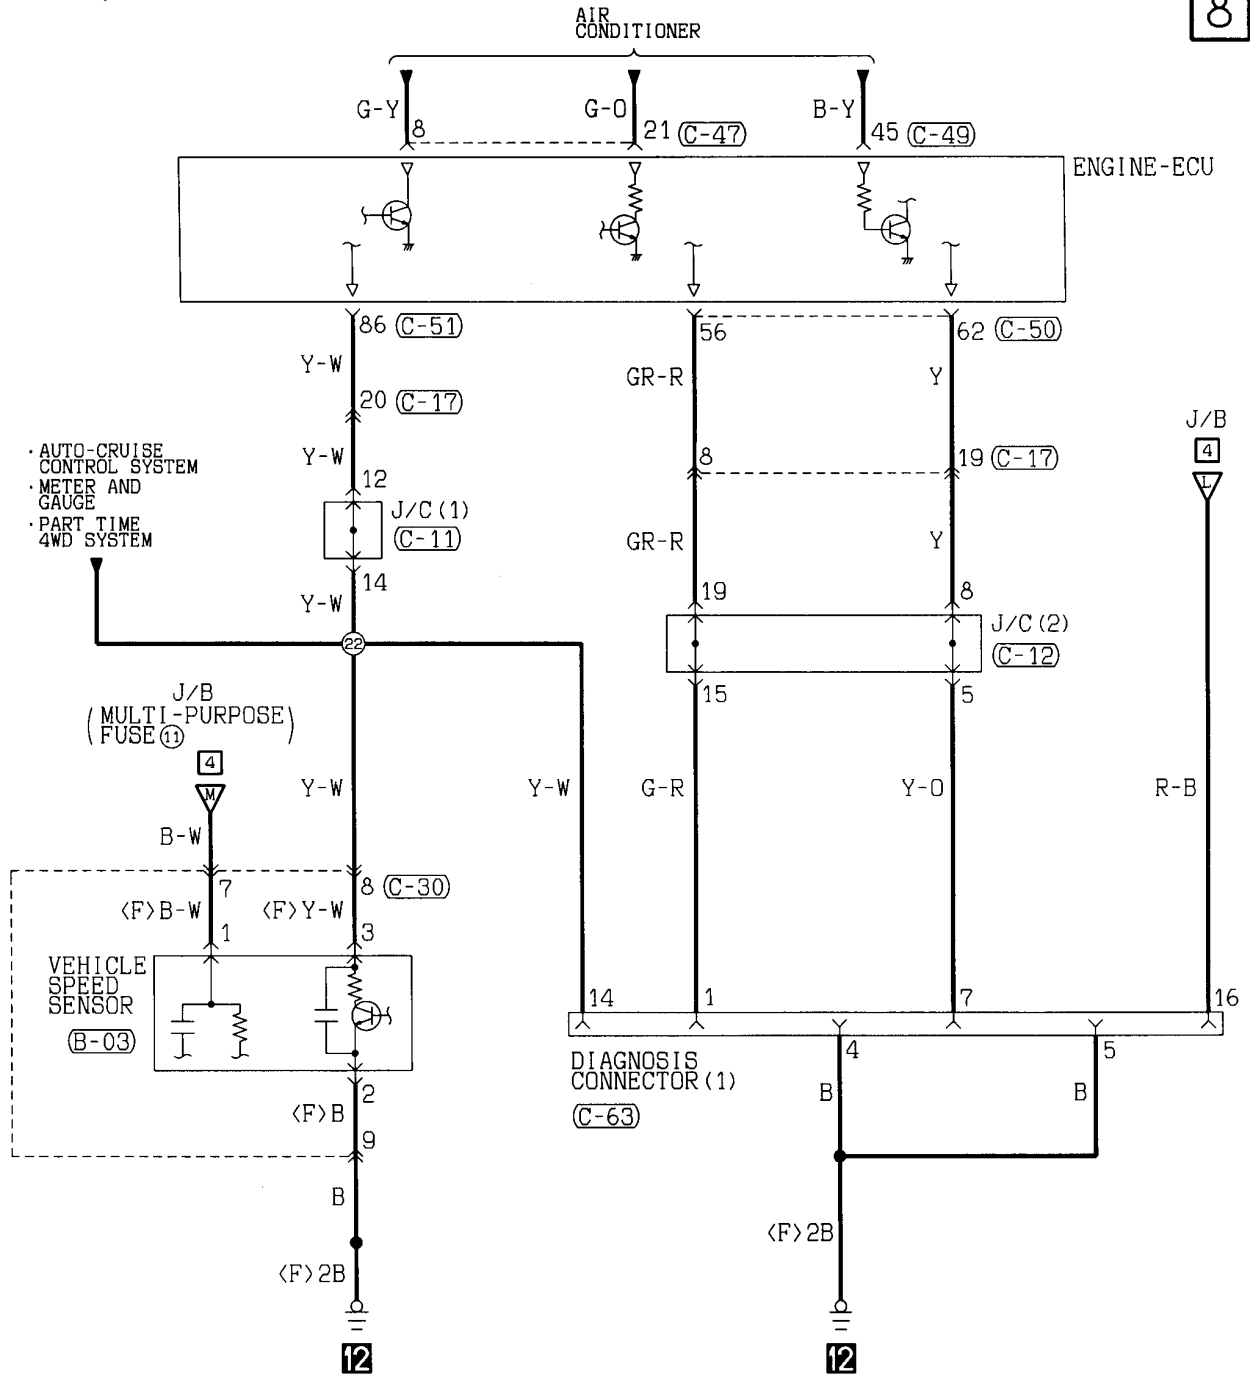 8
AIR
CONDITIONER
G-Y
G-O
B-Y
8
21 (C-47)
45 (C-49)
ENGINE-ECU
86 (C-51)
56
62 (C-50)
Y-W
GR-R
Y
20 (C-17)
J/B
4
L
· AUTO-CRUISE
CONTROL SYSTEM
· METER AND
GAUGE
· PART TIME
4WD SYSTEM
Y-W
8
19 (C-17)
12
J/C(1)
(C-11)
GR-R
Y
14
19
8
Y-W
22
J/C(2)
(C-12)
J/B
(MULTI-PURPOSE)
FUSE 11
15
5
4
M
Y-W
Y-W
G-R
Y-O
R-B
B-W
7
8 (C-30)
<F>B-W
<F>Y-W
1
3
VEHICLE
SPEED
SENSOR
(B-03)
14
1
7
16
DIAGNOSIS
CONNECTOR(1)
(C-63)
4
5
2
B
B
<F>B
9
B
<F>2B
<F>2B
12
12